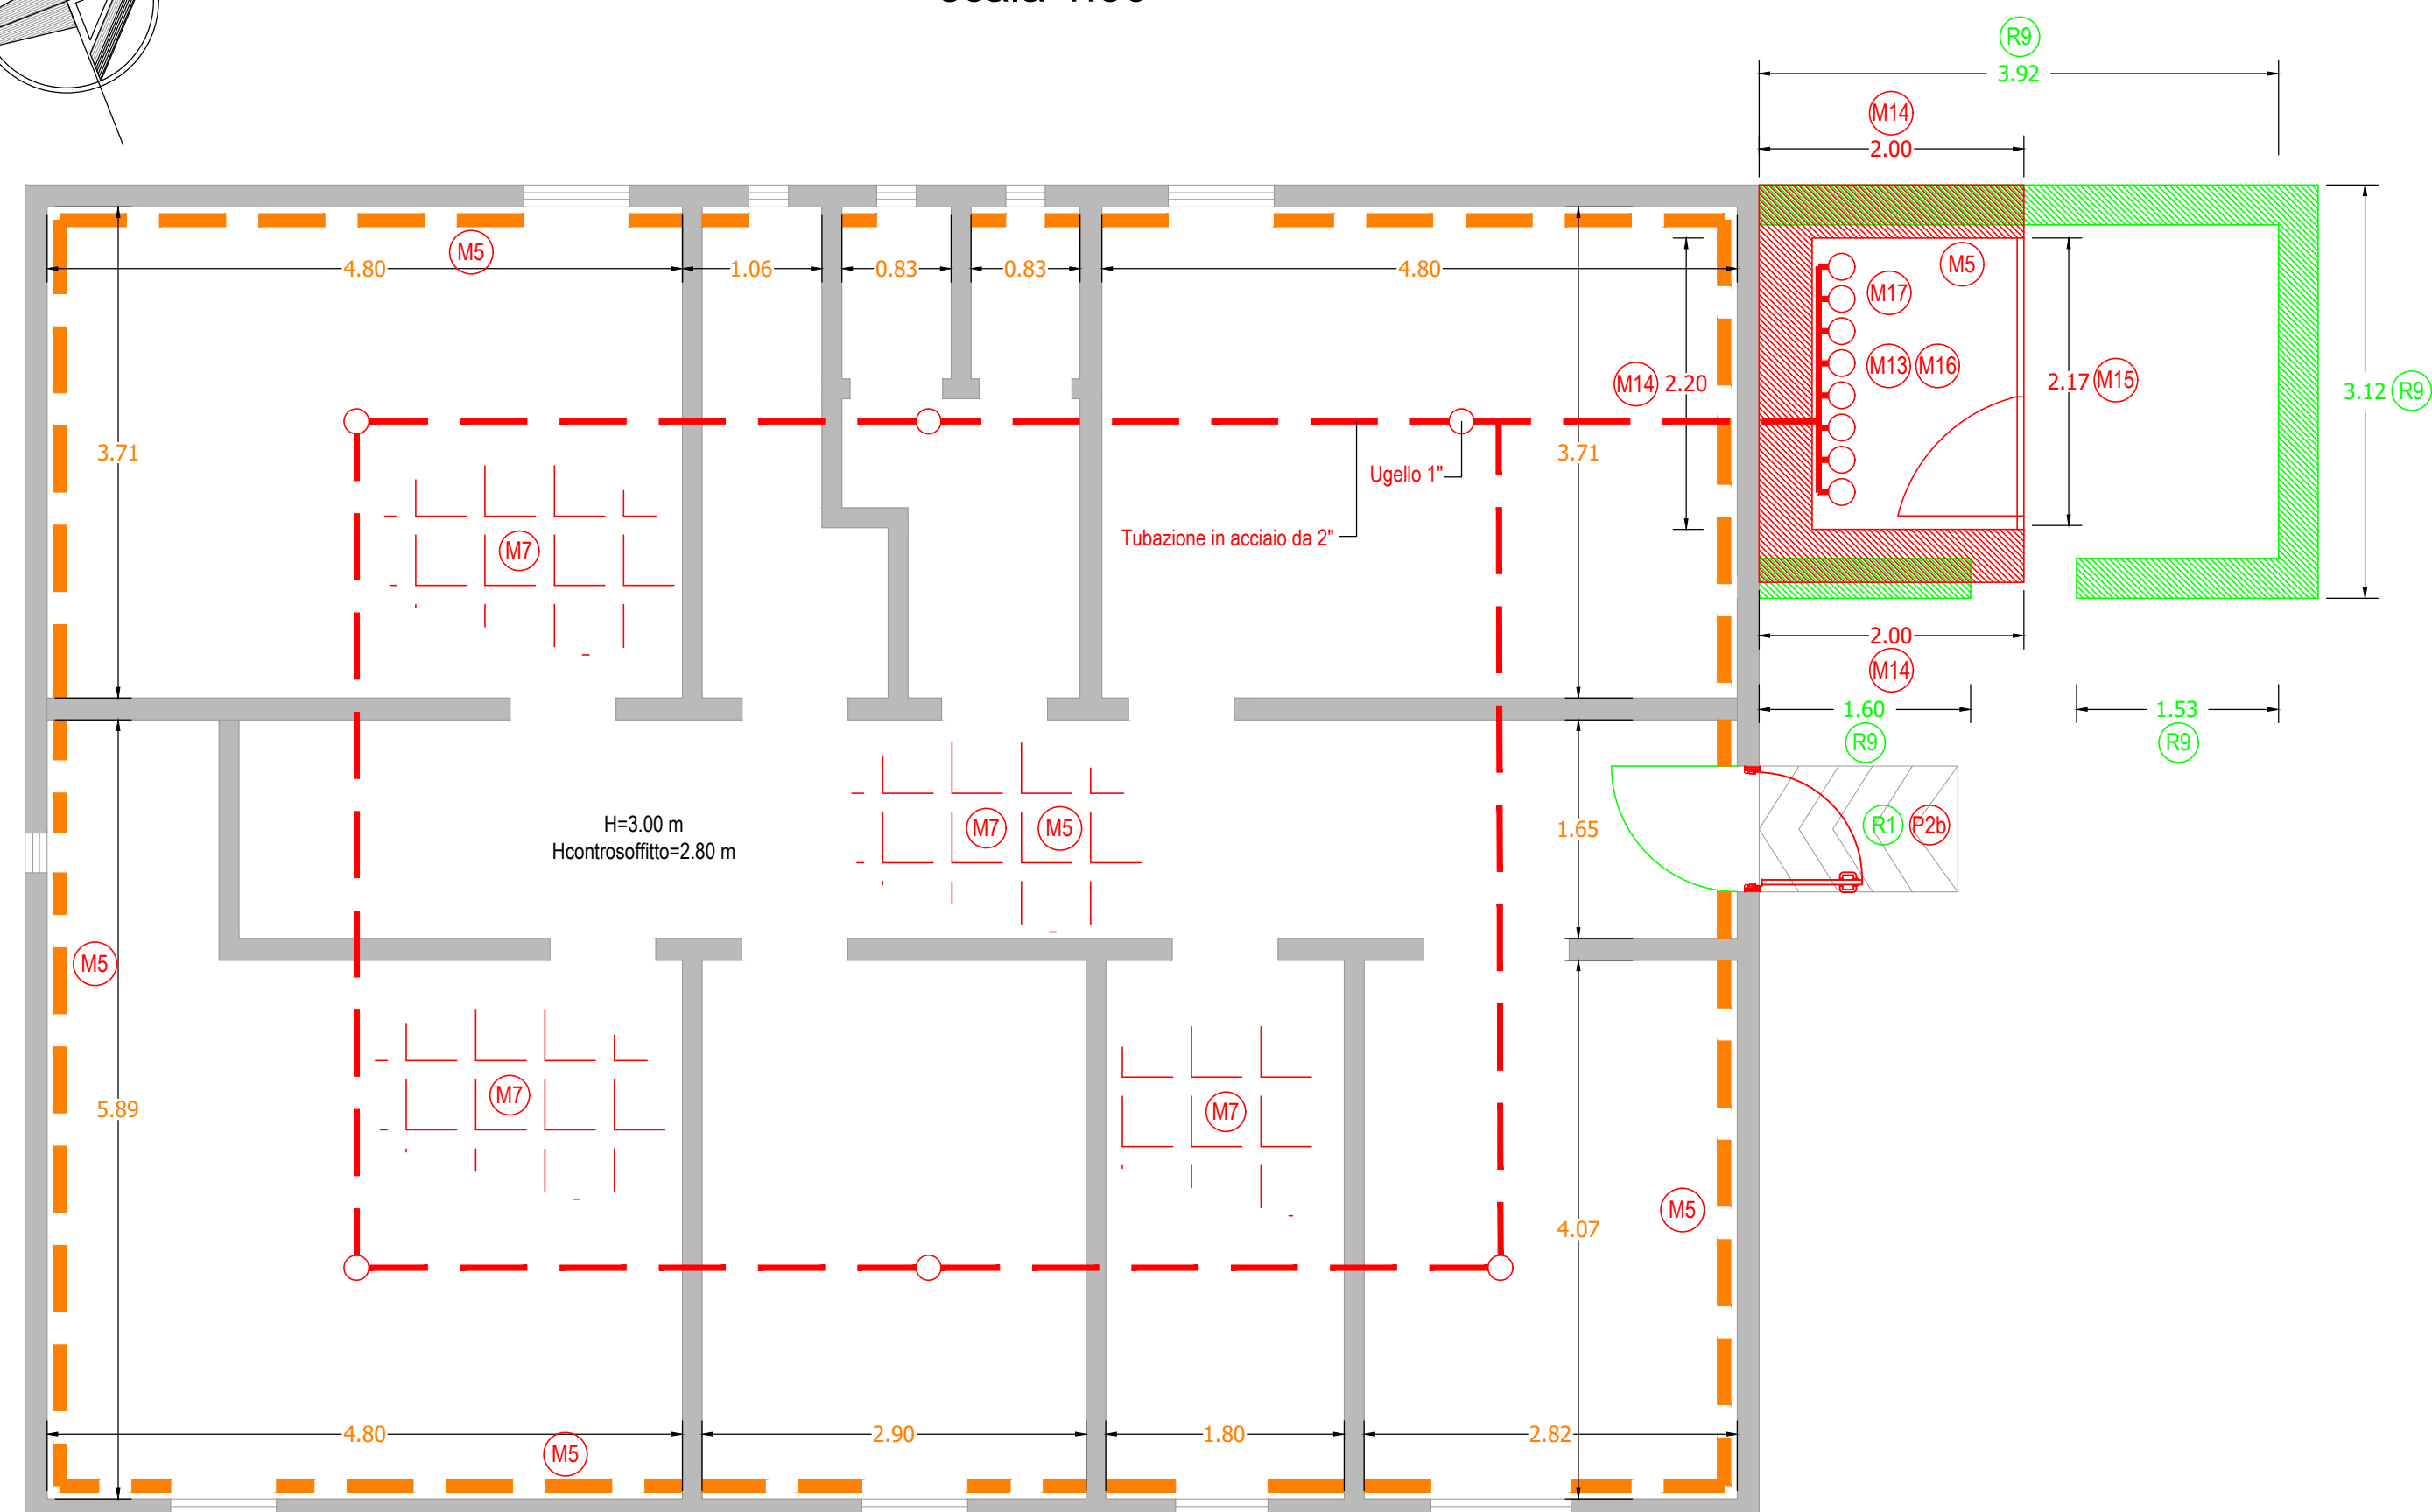 R9
3.92
M14
2.00
M5
4.80
1.06
0.83
0.83
4.80
M5
M17
M13 M16
M14 2.20
2.17 M15
3.12 R9
3.71
3.71
Ugello 1"
Tubazione in acciaio da 2"
M7
2.00
M14
1.60
R9
1.53
R9
H=3.00 m
Hcontrosoffitto=2.80 m
M7 M5
1.65
R1 P2b
M5
5.89
M7
M7
M5
4.07
4.80
M5
2.90
1.80
2.82